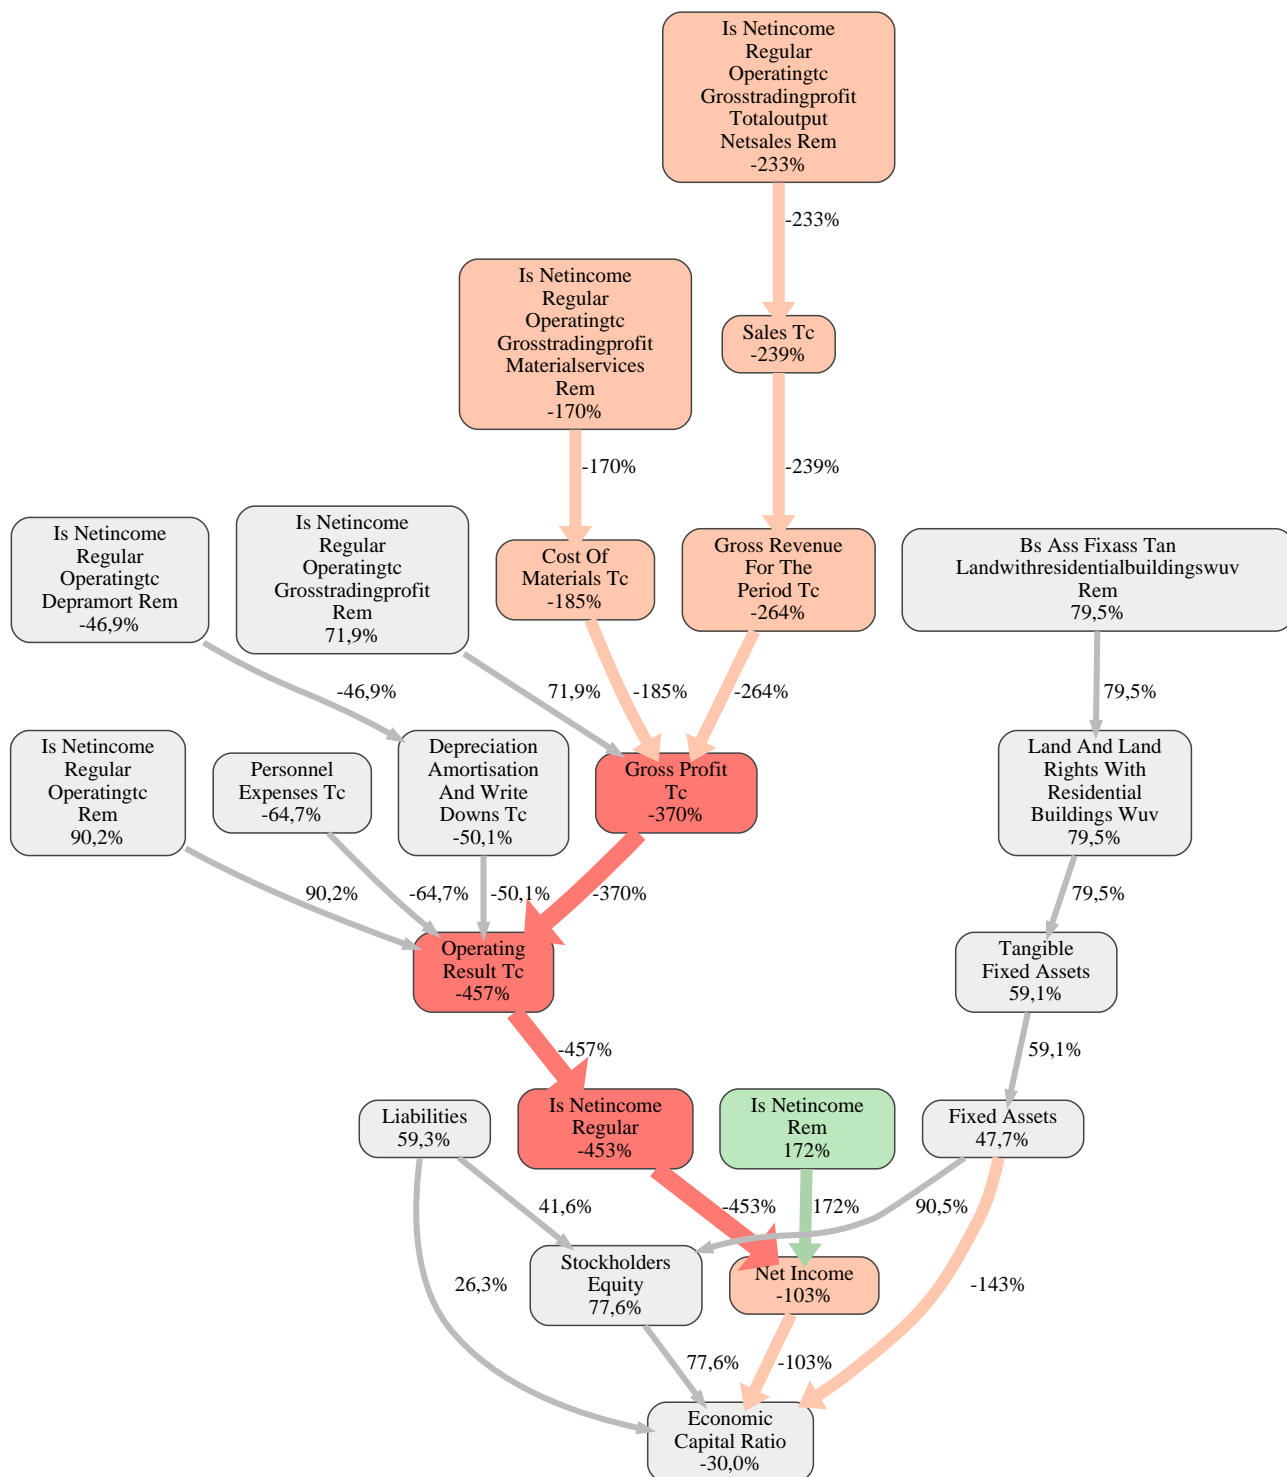 Is Netincome
Regular
Operatingtc
Grosstradingprofit
Totaloutput
Netsales Rem
-233%
-233%
Is Netincome
Regular
Operatingtc
Grosstradingprofit
Materialservices
Rem
-170%
Sales Tc
-239%
-170%
-239%
Is Netincome
Regular
Operatingtc
Depramort Rem
-46,9%
Is Netincome
Regular
Operatingtc
Grosstradingprofit
Rem
71,9%
Cost Of
Materials Tc
-185%
Gross Revenue
For The
Period Tc
-264%
Bs Ass Fixass Tan
Landwithresidentialbuildingswuv
Rem
79,5%
-46,9%
71,9%
-185%
-264%
79,5%
Is Netincome
Regular
Operatingtc
Rem
90,2%
Personnel
Expenses Tc
-64,7%
Depreciation
Amortisation
And Write
Downs Tc
-50,1%
Gross Profit
Tc
-370%
Land And Land
Rights With
Residential
Buildings Wuv
79,5%
90,2%
-64,7%
-50,1%
-370%
79,5%
Operating
Result Tc
-457%
Tangible
Fixed Assets
59,1%
-457%
59,1%
Liabilities
59,3%
Is Netincome
Regular
-453%
Is Netincome
Rem
172%
Fixed Assets
47,7%
41,6%
-453%
172%
90,5%
Stockholders
Equity
77,6%
Net Income
-103%
26,3%
-143%
77,6%
-103%
Economic
Capital Ratio
-30,0%